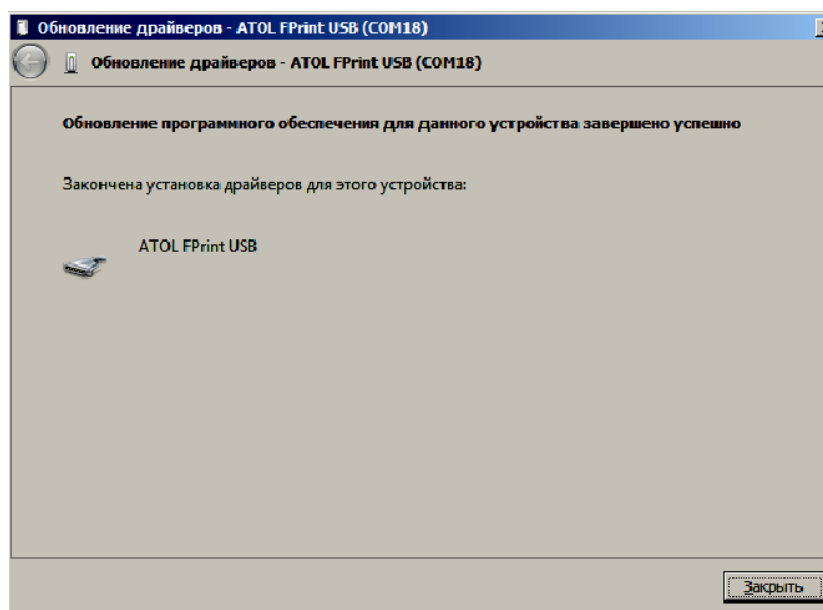 Обновление драйверов - ATOL FPrint USB (COM18)
Обновление драйверов - ATOL FPrint USB (COM18)
Обновление программного обеспечения для данного устройства завершено успешно
Закончена установка драйверов для этого устройства:
ATOL FPrint USB
Закрыть